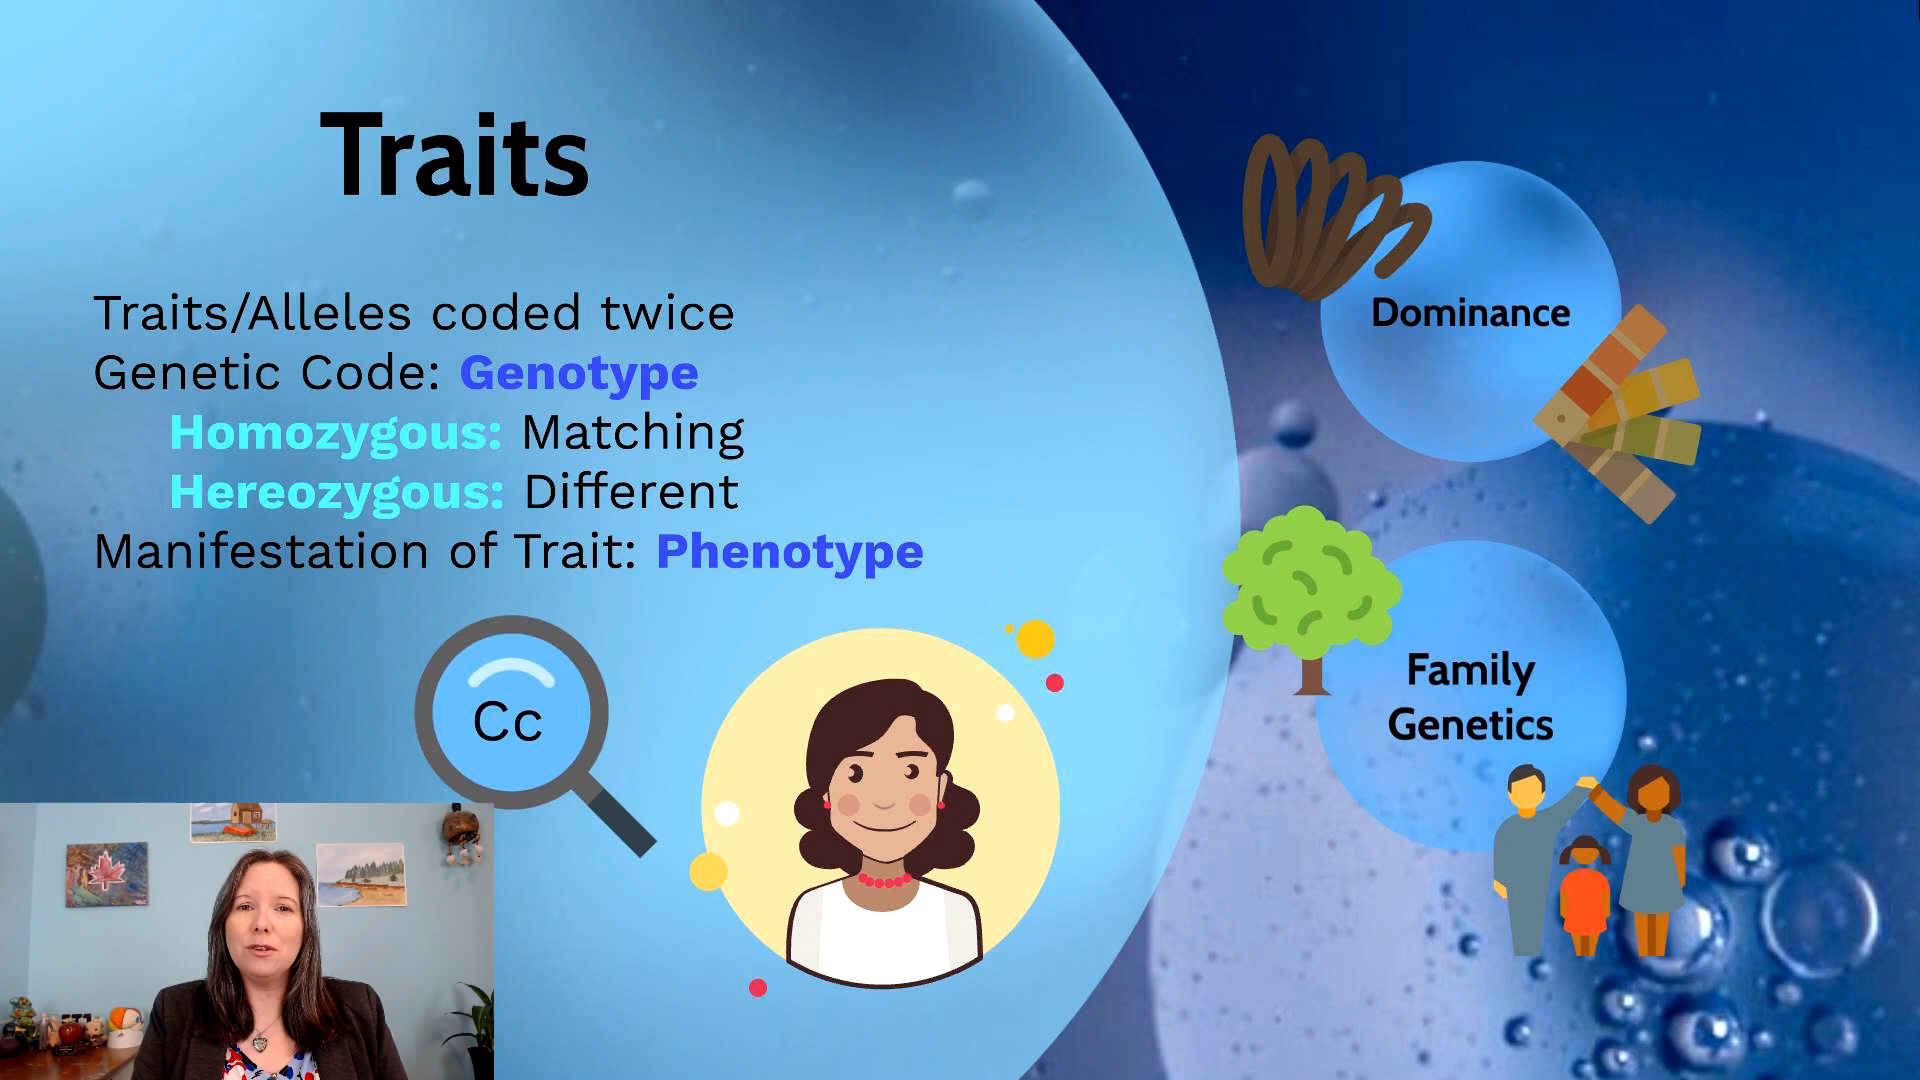 Traits
Traits/Alleles coded twice
Genetic Code: Genotype
Homozygous: Matching
Hereozygous: Different
Manifestation of Trait: Phenotype
Cc
Dominance
Family
Genetics